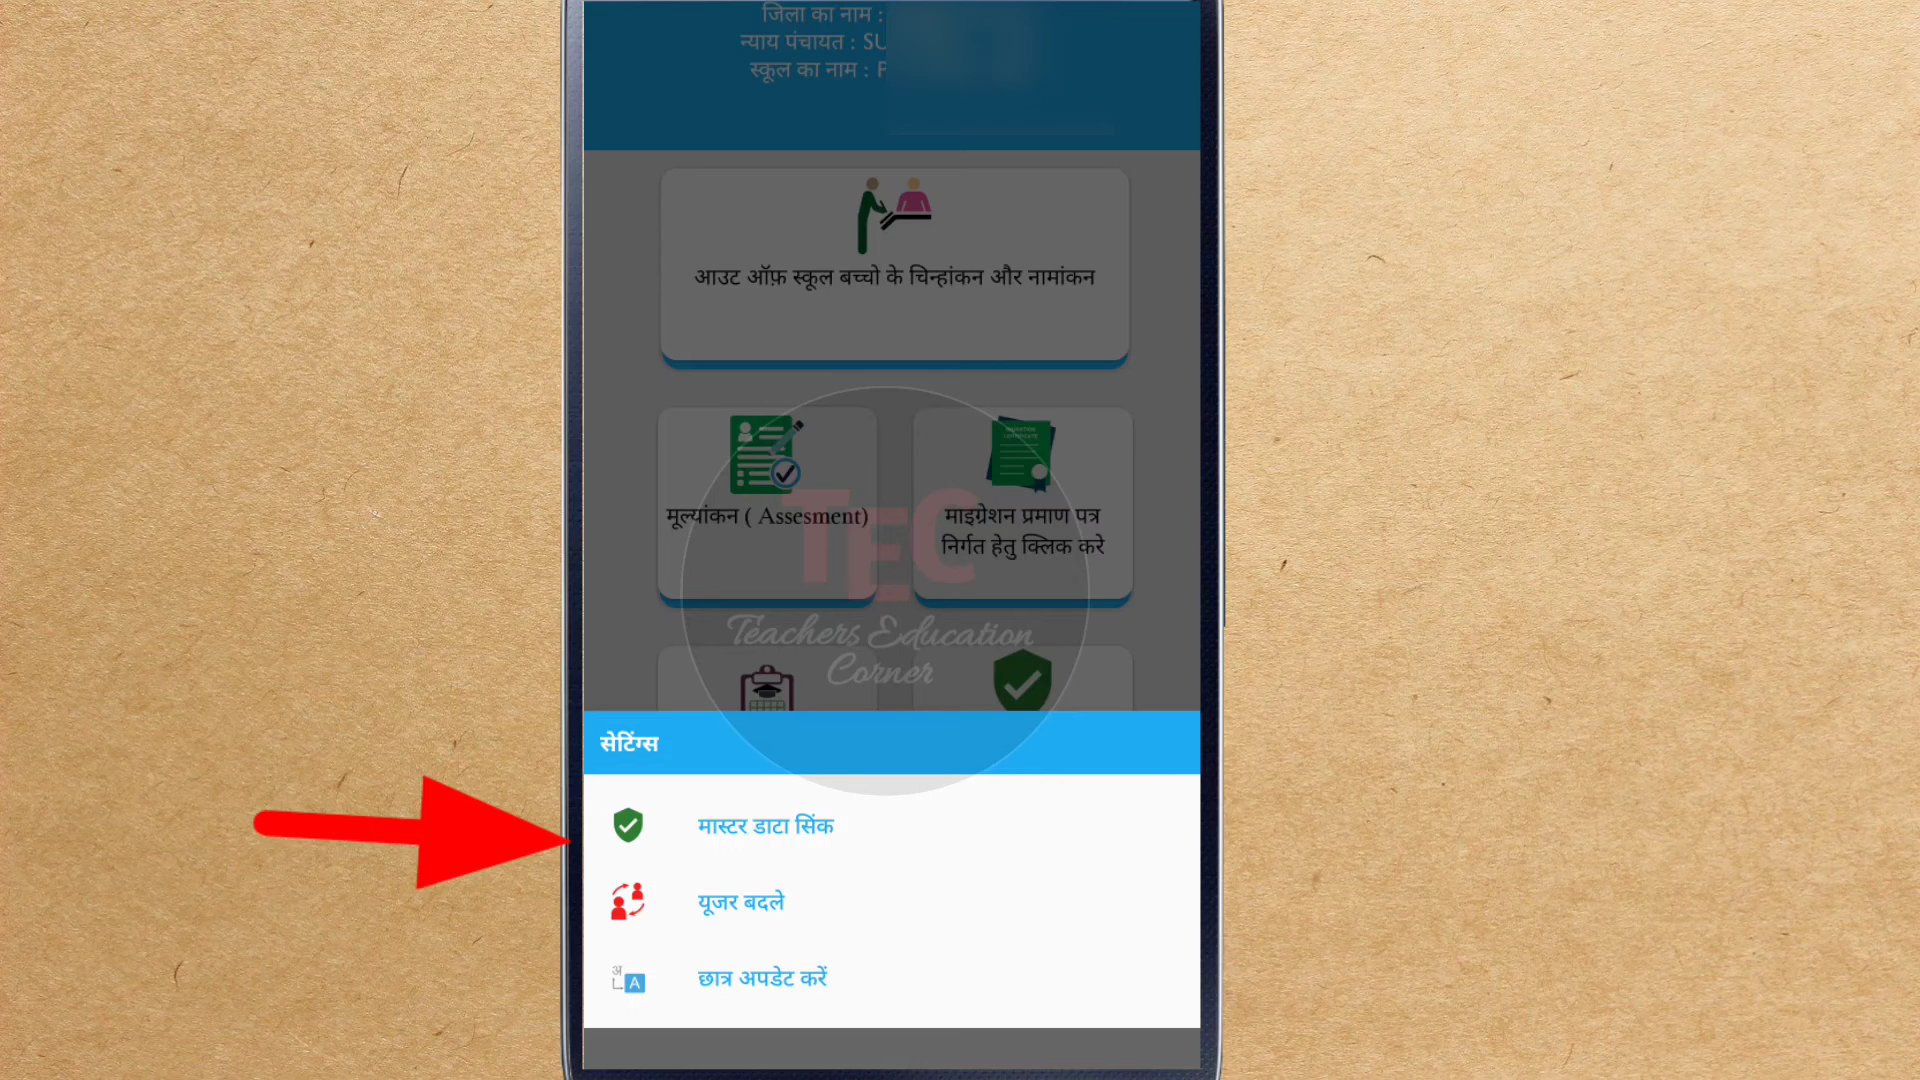 जिला का नाम :
न्याय पंचायत : SU
स्कूल का नाम : P
आउट ऑफ़ स्कूल बच्चो के चिन्हांकन और नामांकन
मूल्यांकन ( Assesment)
माइग्रेशन प्रमाण पत्र
निर्गत हेतु क्लिक करे
TEC
Teachers Education
Corner
सेटिंग्स
मास्टर डाटा सिंक
यूजर बदले
अ
A
छात्र अपडेट करें